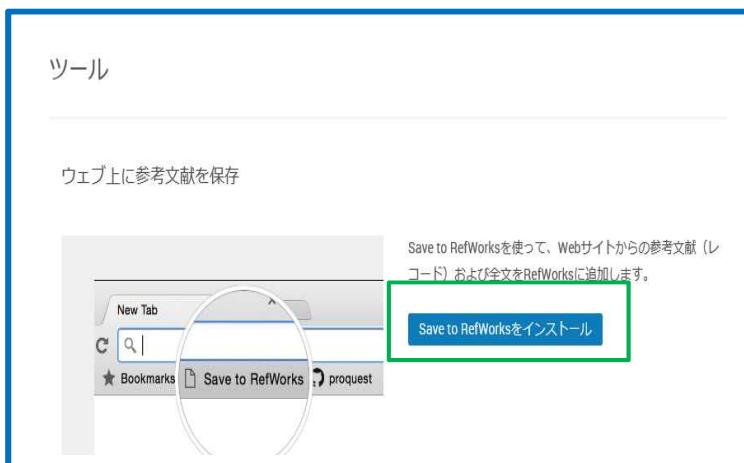 ツール
ウェブ上に参考文献を保存
Save to RefWorksを使って、Webサイトからの参考文献（レ
コード）および全文をRefWorksに追加します。
Save to RefWorksをインストール
New Tab
Bookmarks
Save to RefWorks
proquest